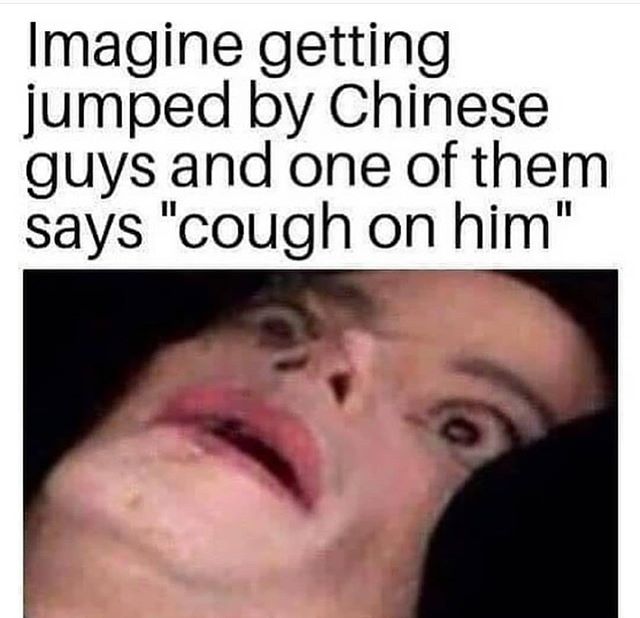 Imagine getting
jumped by Chinese
guys and one of them
says "cough on him"